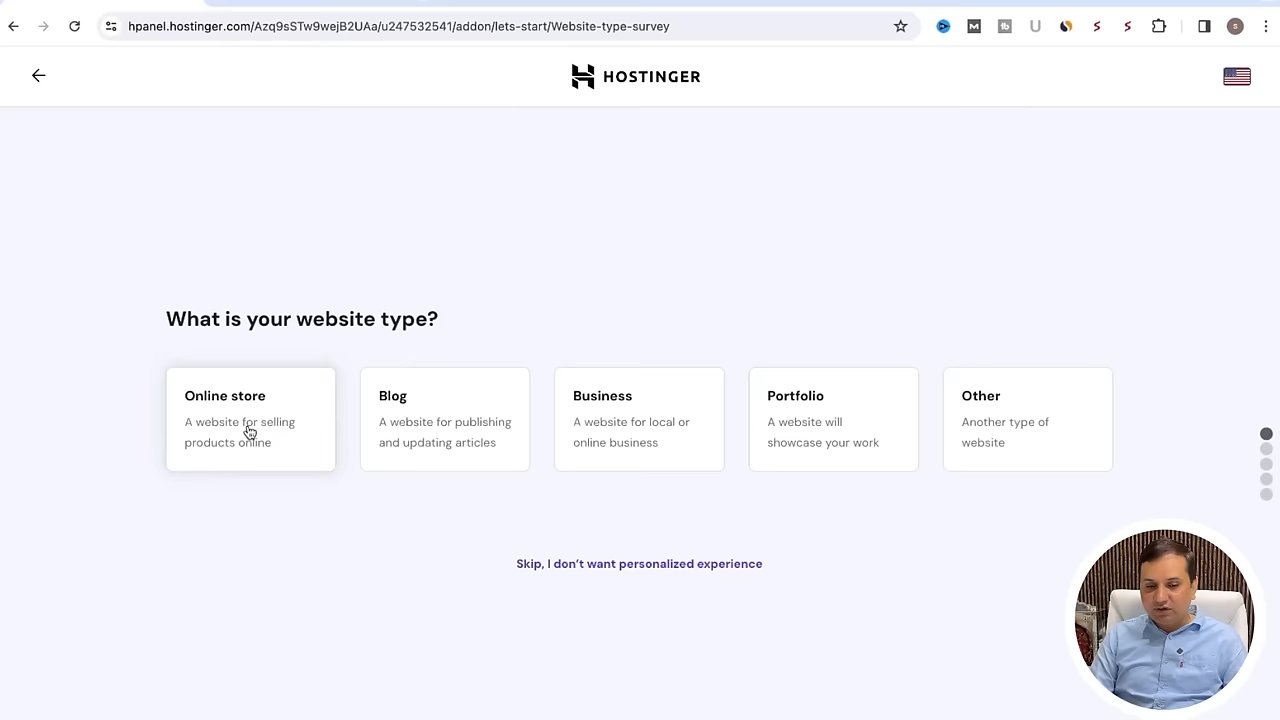 hpanel.hostinger.com/Azq9sSTw9wejB2UAa/u247532541/addon/lets-start/Website-type-survey
HOSTINGER
What is your website type?
Online store
A website for selling
products online
Blog
A website for publishing
and updating articles
Business
A website for local or
online business
Portfolio
A website will
showcase your work
Other
Another type of
website
Skip, I don’t want personalized experience